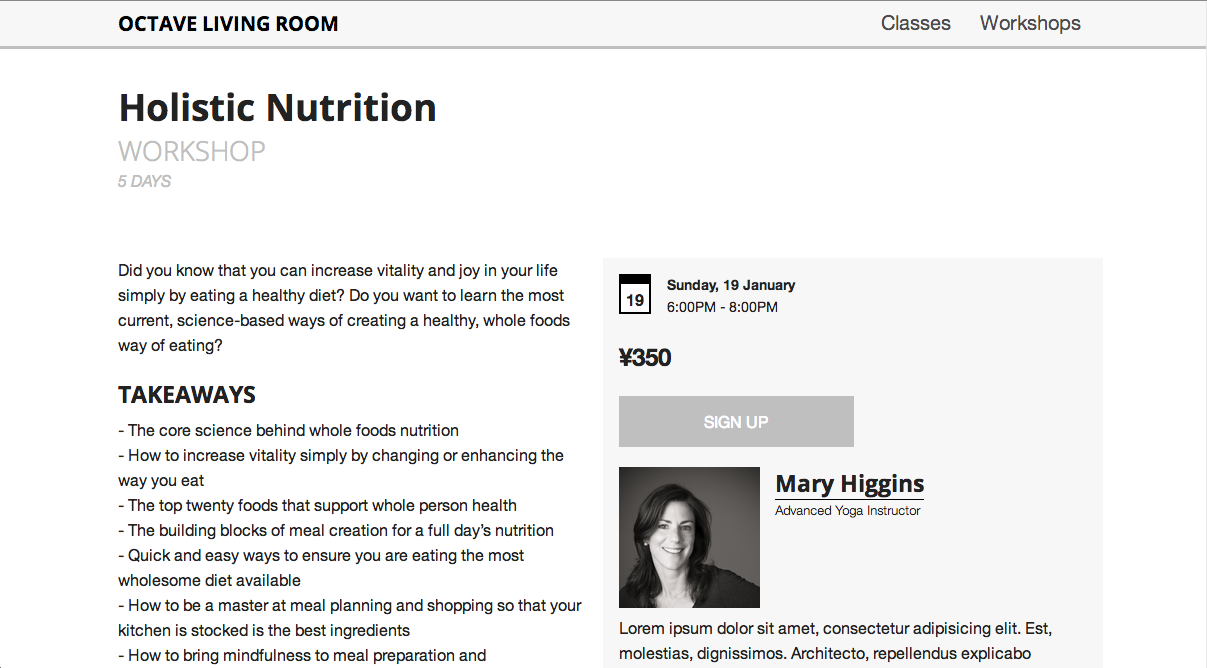 OCTAVE LIVING ROOM
Classes Workshops
Holistic Nutrition
WORKSHOP
5 DAYS
Did you know that you can increase vitality and joy in your life
simply by eating a healthy diet? Do you want to learn the most
current, science-based ways of creating a healthy, whole foods
way of eating?
TAKEAWAYS
- The core science behind whole foods nutrition
- How to increase vitality simply by changing or enhancing the
way you eat
- The top twenty foods that support whole person health
- The building blocks of meal creation for a full day’s nutrition
- Quick and easy ways to ensure you are eating the most
wholesome diet available
- How to be a master at meal planning and shopping so that your
kitchen is stocked is the best ingredients
- How to bring mindfulness to meal preparation and
19
Sunday, 19 January
6:00PM - 8:00PM
¥350
SIGN UP
Mary Higgins
Advanced Yoga Instructor
Lorem ipsum dolor sit amet, consectetur adipisicing elit. Est,
molestias, dignissimos. Architecto, repellendus explicabo